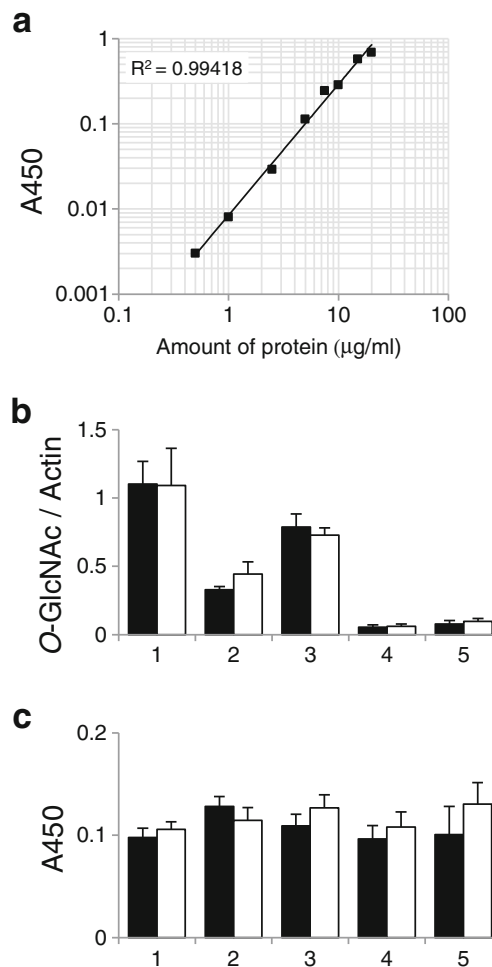 a
1
R² = 0.99418
0.1
A450
0.01
0.001
0.1 1 10 100
Amount of protein (μg/ml)
b
1.5
1
O-GlcNAc / Actin
0.5
0
1 2 3 4 5
c
0.2
A450
0.1
0
1 2 3 4 5